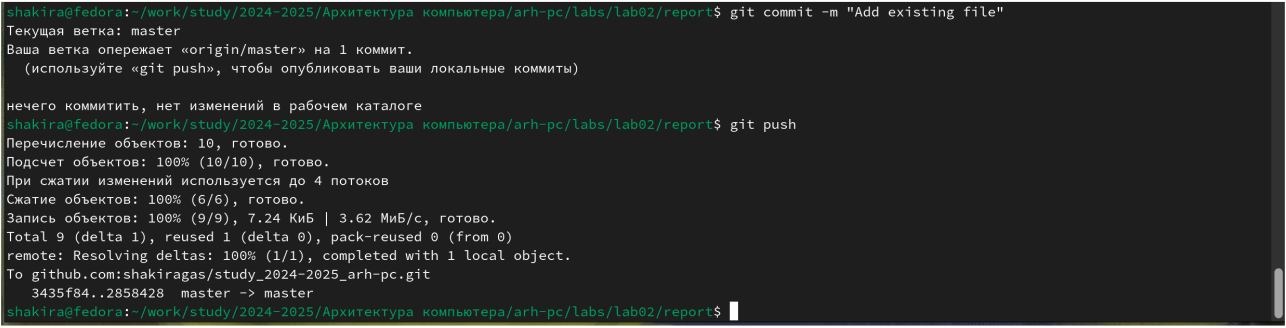 shakira@fedora:~/work/study/2024-2025/Архитектура компьютера/arh-pc/labs/lab02/report$ git commit -m "Add existing file"
Текущая ветка: master
Ваша ветка опережает «origin/master» на 1 коммит.
  (используйте «git push», чтобы опубликовать ваши локальные коммиты)

нечего коммитить, нет изменений в рабочем каталоге
shakira@fedora:~/work/study/2024-2025/Архитектура компьютера/arh-pc/labs/lab02/report$ git push
Перечисление объектов: 10, готово.
Подсчет объектов: 100% (10/10), готово.
При сжатии изменений используется до 4 потоков
Сжатие объектов: 100% (6/6), готово.
Запись объектов: 100% (9/9), 7.24 КиБ | 3.62 МиБ/с, готово.
Total 9 (delta 1), reused 1 (delta 0), pack-reused 0 (from 0)
remote: Resolving deltas: 100% (1/1), completed with 1 local object.
To github.com:shakiragas/study_2024-2025_arh-pc.git
   3435f84..2858428  master -> master
shakira@fedora:~/work/study/2024-2025/Архитектура компьютера/arh-pc/labs/lab02/report$